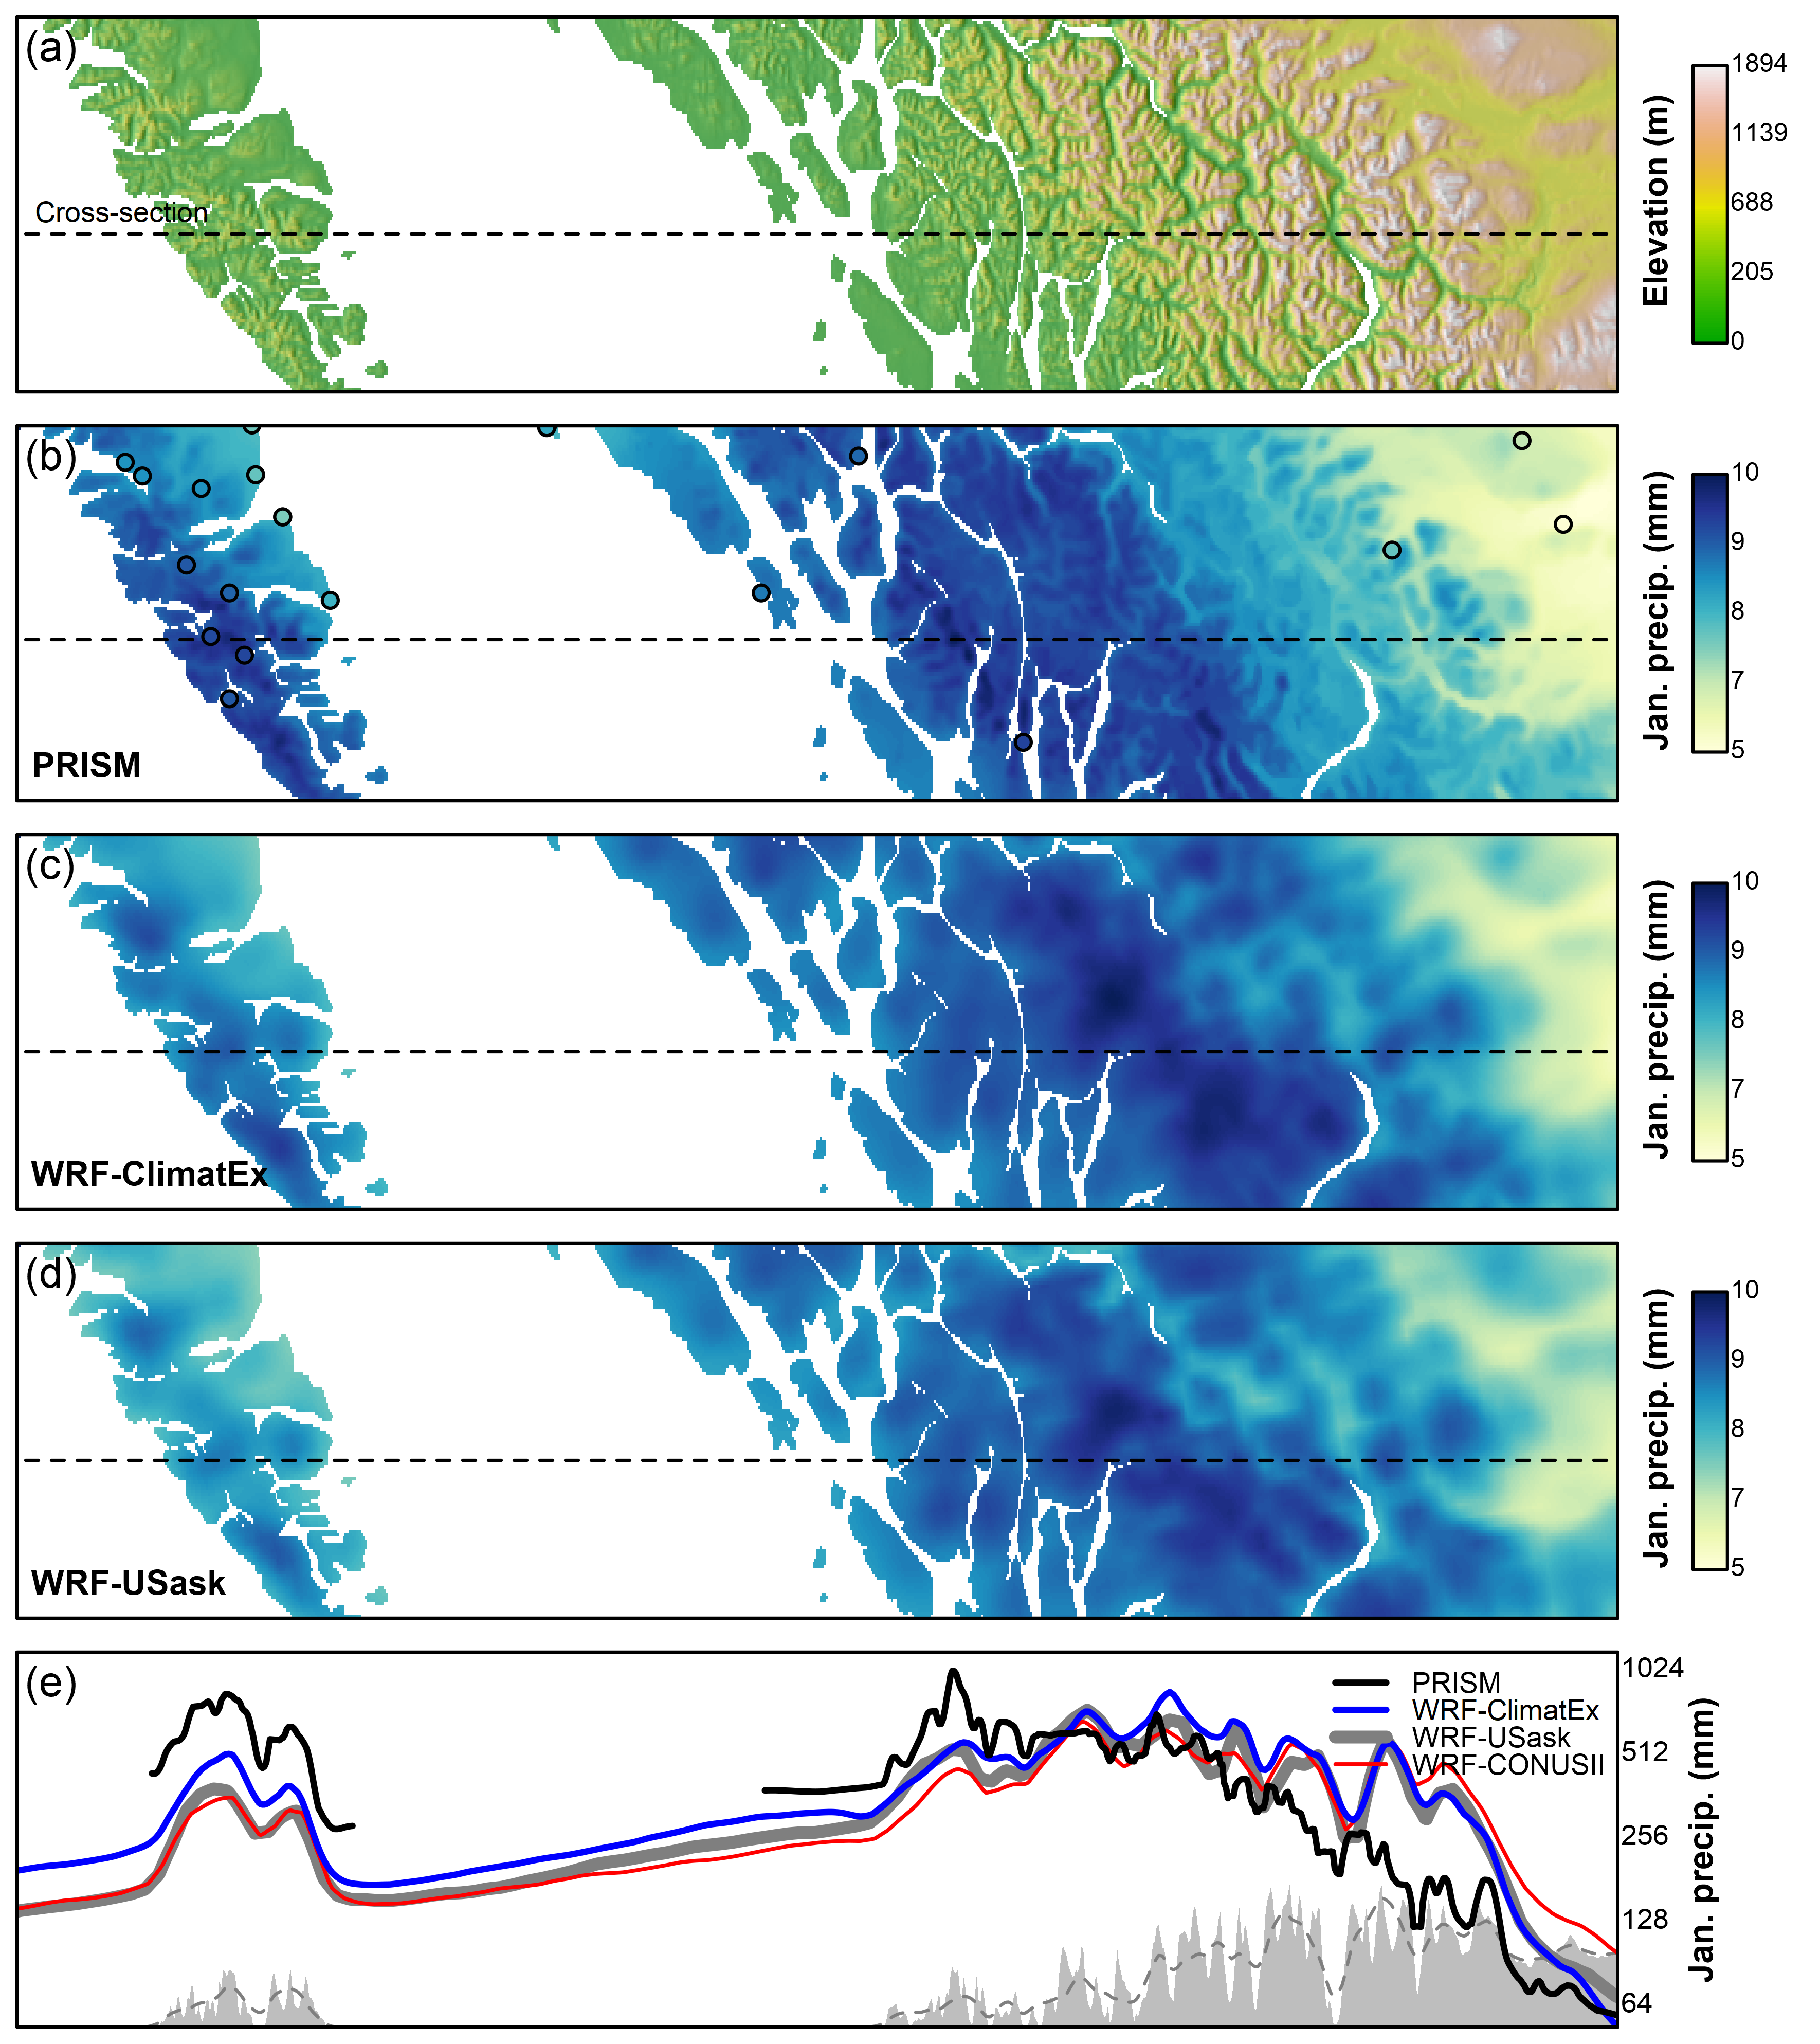 (a)
Cross-section
Elevation (m)
1894
1139
688
205
0
(b)
PRISM
Jan. precip. (mm)
10
9
8
7
5
(c)
WRF-ClimatEx
Jan. precip. (mm)
10
9
8
7
5
(d)
WRF-USask
Jan. precip. (mm)
10
9
8
7
5
(e)
PRISM
WRF-ClimatEx
WRF-USask
WRF-CONUSII
1024
512
256
128
64
Jan. precip. (mm)